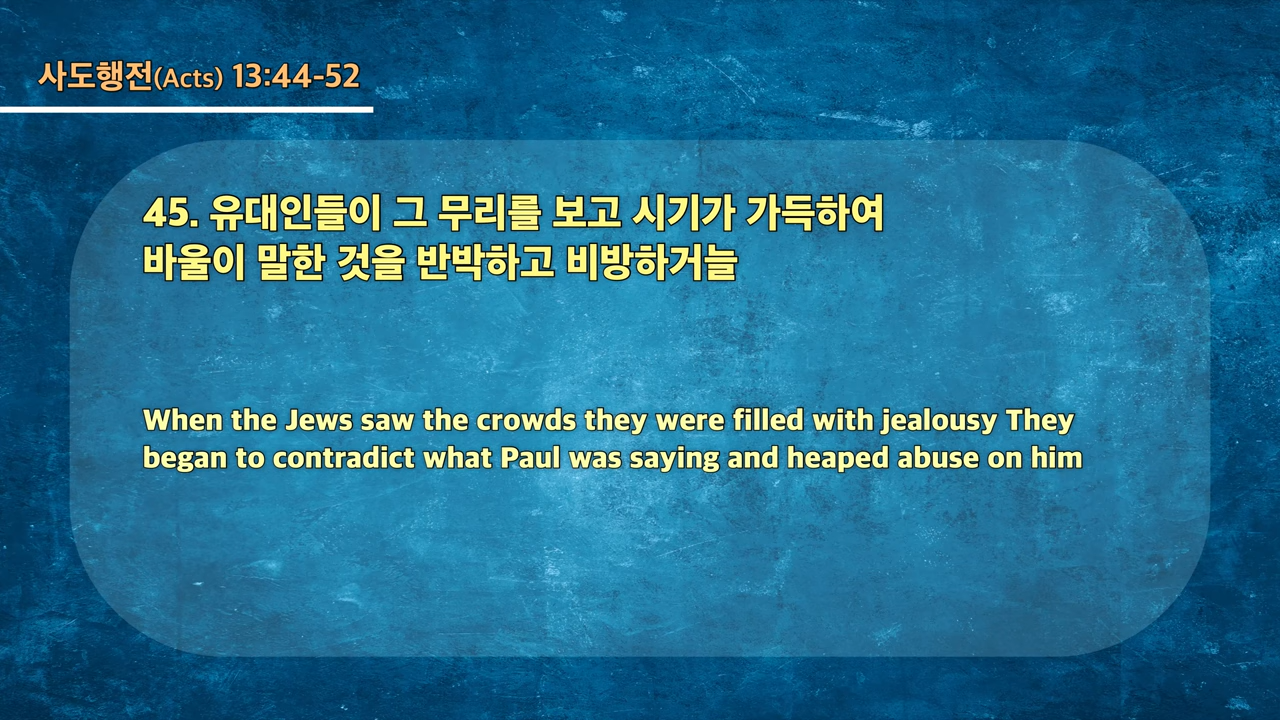 사도행전(Acts) 13:44-52
45. 유대인들이 그 무리를 보고 시기가 가득하여
바울이 말한 것을 반박하고 비방하거늘
When the Jews saw the crowds they were filled with jealousy They
began to contradict what Paul was saying and heaped abuse on him